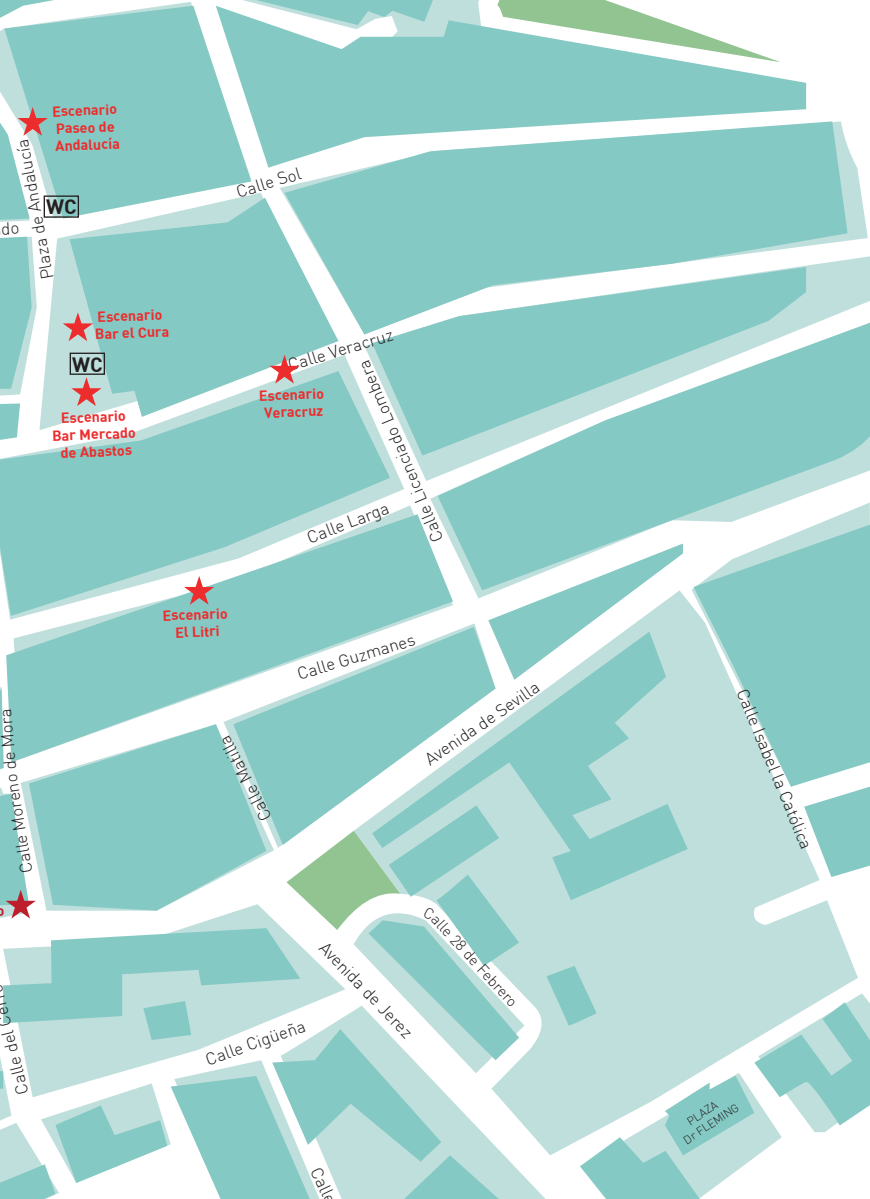 Escenario
Paseo de
Andalucía
Plaza de Andalucía
WC
Calle Sol
do
Escenario
Bar el Cura
WC
Calle Veracruz
Escenario
Veracruz
Escenario
Bar Mercado
de Abastos
Calle Licenciado Lombera
Calle Larga
Escenario
El Litri
Calle Guzmanes
Avenida de Sevilla
Calle Moreno de Mora
Calle Matilla
Calle Isabel la Católica
Calle 28 de Febrero
Avenida de Jerez
Calle Cigüeña
Calle del
PLAZA
Dr FLEMING
Calle